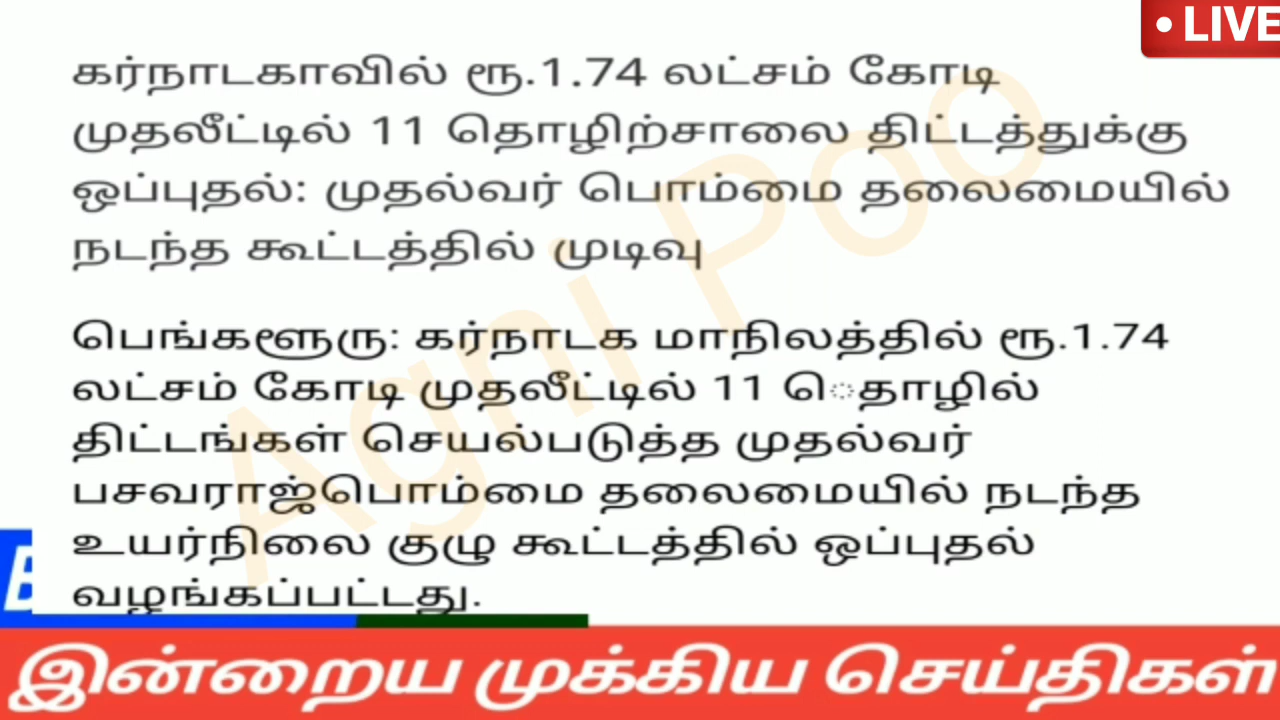 • LIVE
கர்நாடகாவில் ரூ.1.74 லட்சம் கோடி
முதலீட்டில் 11 தொழிற்சாலை திட்டத்துக்கு
ஒப்புதல்: முதல்வர் பொம்மை தலைமையில்
நடந்த கூட்டத்தில் முடிவு
பெங்களூரு: கர்நாடக மாநிலத்தில் ரூ.1.74
லட்சம் கோடி முதலீட்டில் 11 ெதாழில்
திட்டங்கள் செயல்படுத்த முதல்வர்
பசவராஜ்பொம்மை தலைமையில் நடந்த
உயர்நிலை குழு கூட்டத்தில் ஒப்புதல்
வழங்கப்பட்டது.
Agni Poo
இன்றைய முக்கிய செய்திகள்